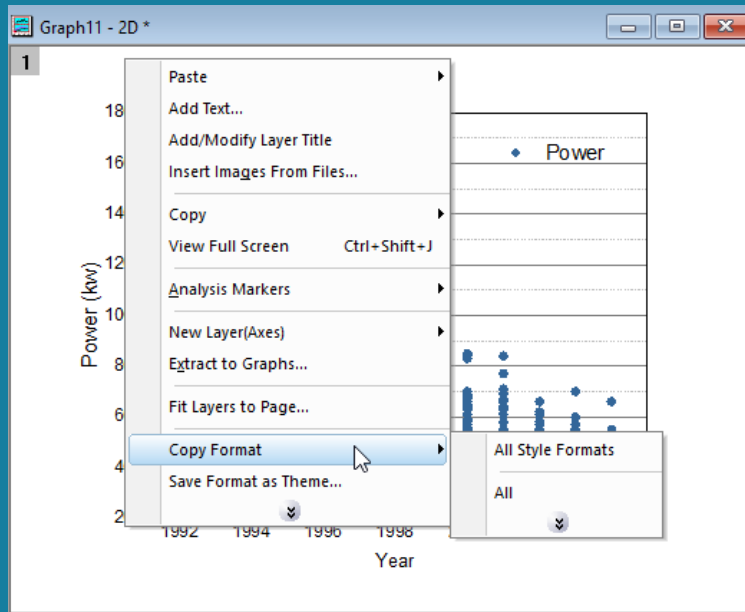 Graph11 - 2D *
1
Paste
Add Text...
Add/Modify Layer Title
Insert Images From Files...
Copy
View Full Screen Ctrl+Shift+J
Analysis Markers
New Layer(Axes)
Extract to Graphs...
Fit Layers to Page...
Copy Format
Save Format as Theme...
All Style Formats
All
Power
Power (kw)
18
16
14
12
10
8
6
4
2
1992 1994 1996 1998
Year